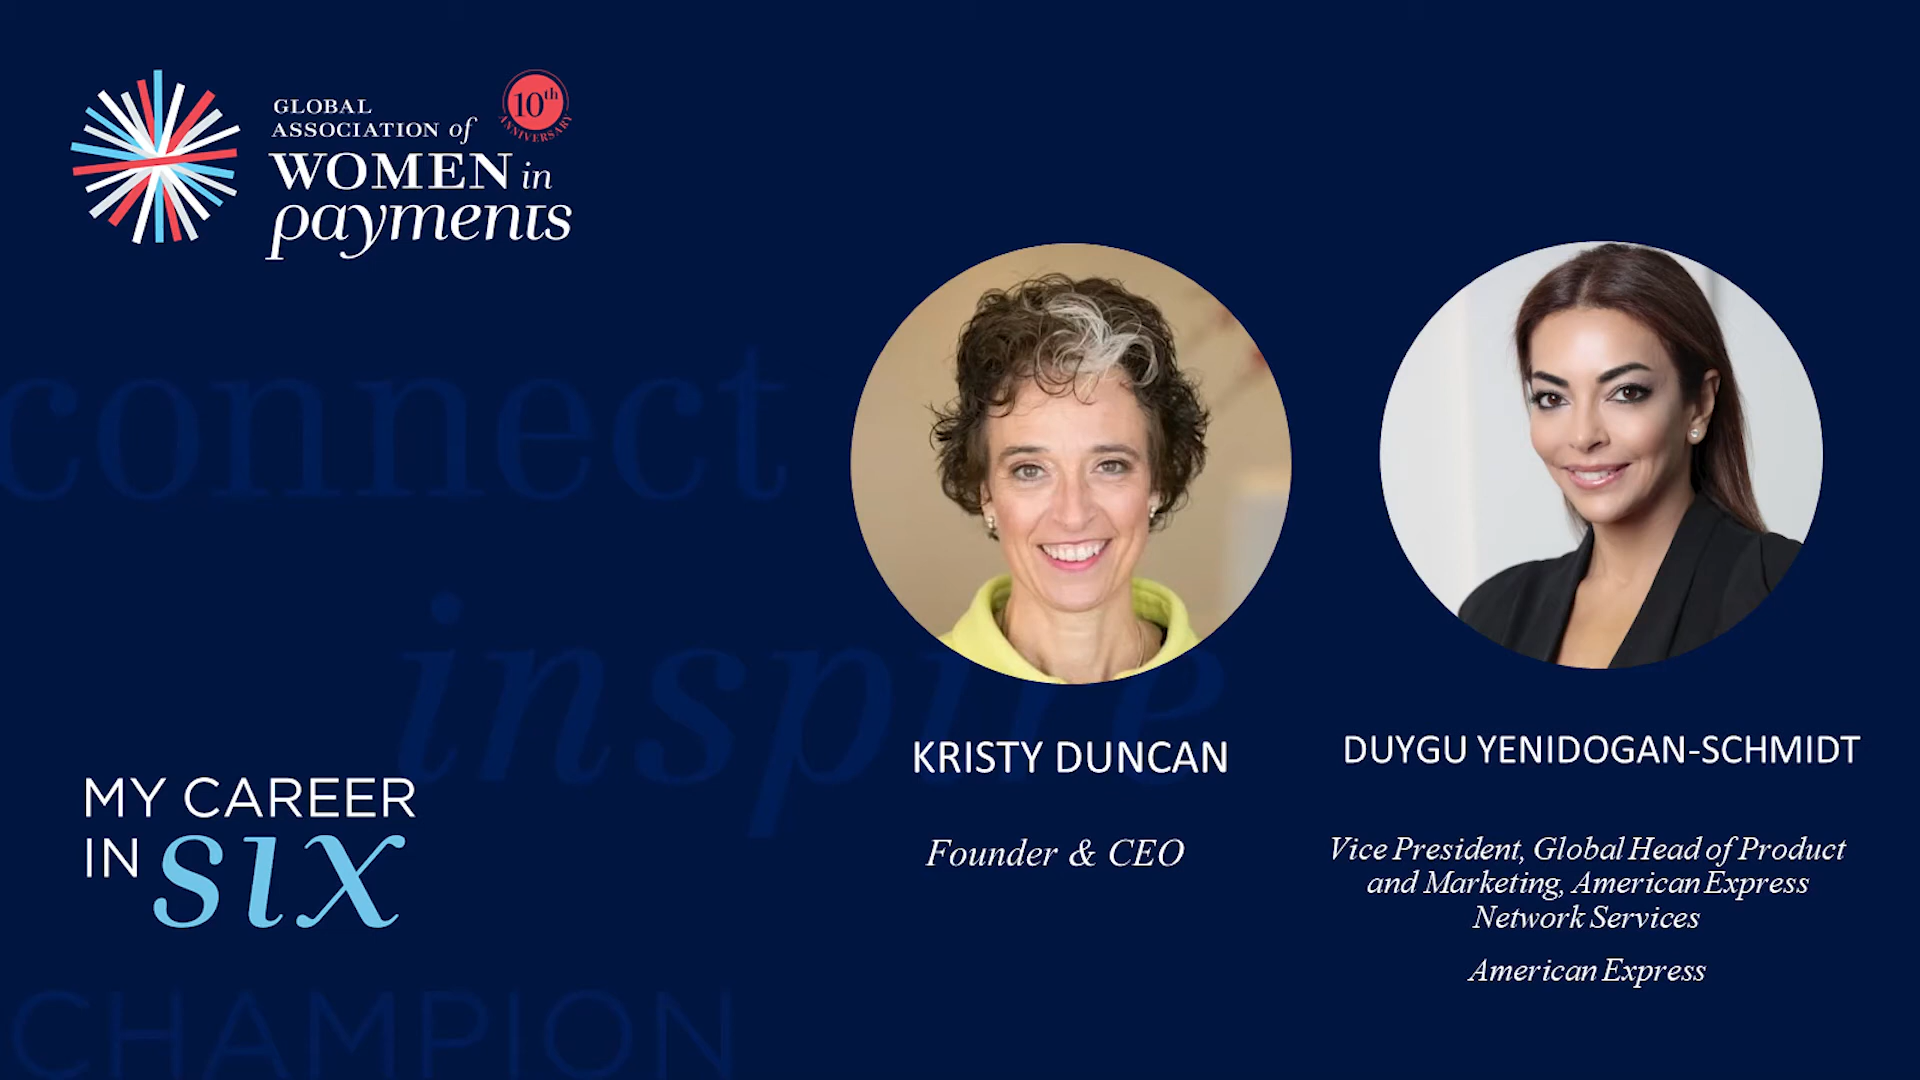 GLOBAL
ASSOCIATION of
WOMEN in
payments
10th
ANNIVERSARY
connect
inspire
CHAMPION
MY CAREER
IN SIX
KRISTY DUNCAN
Founder & CEO
DUYGU YENIDOGAN-SCHMIDT
Vice President, Global Head of Product
and Marketing, American Express
Network Services
American Express